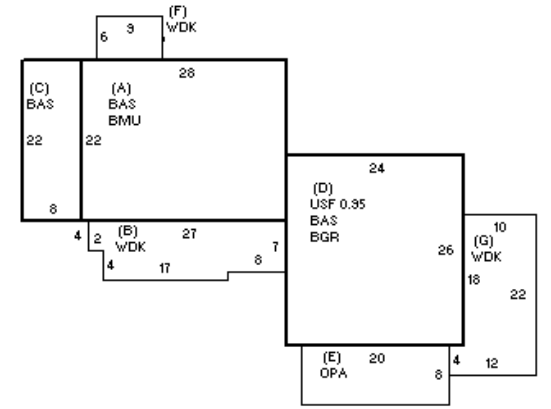 (F)
WDK
9
6
28
(C)
BAS
22
8
(A)
BAS
BMU
22
24
(D)
USF 0.95
BAS
BGR
26
(B)
WDK
27
4
2
4
17
8
7
10
(G)
WDK
18
22
12
4
(E)
OPA
20
8